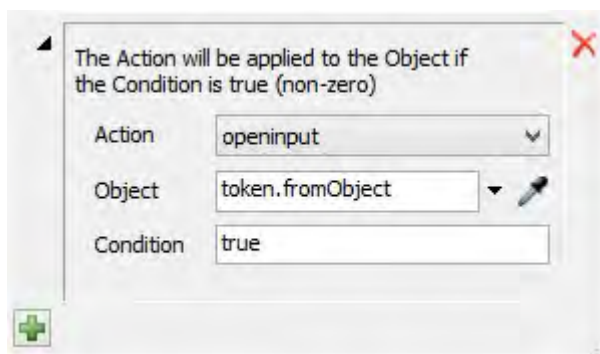 The Action will be applied to the Object if
the Condition is true (non-zero)
Action openinput
Object token.fromObject
Condition true